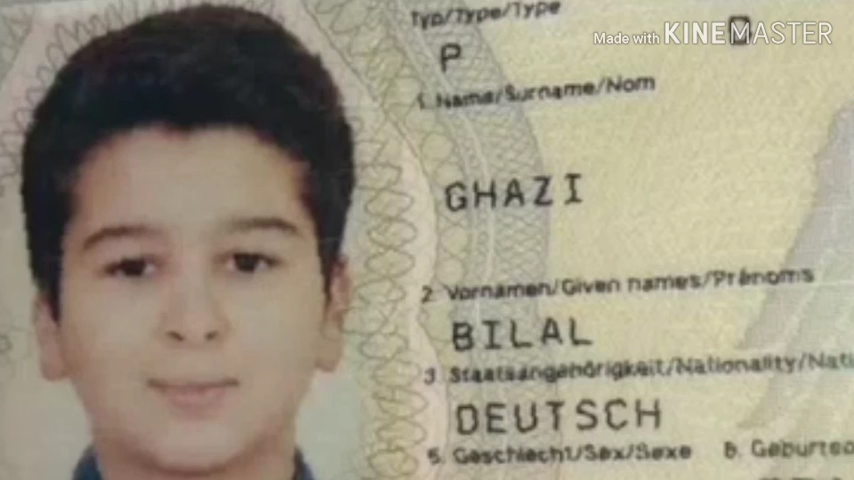 Typ/Type/Type
Made with KINEMASTER
P
1. Name/Surname/Nom
GHAZI
2. Vornamen/Given names/Prénoms
BILAL
3. Staatsangehörigkeit/Nationality/Nati
DEUTSCH
5. Geschlecht/Sex/Sexe 6. Geburtso